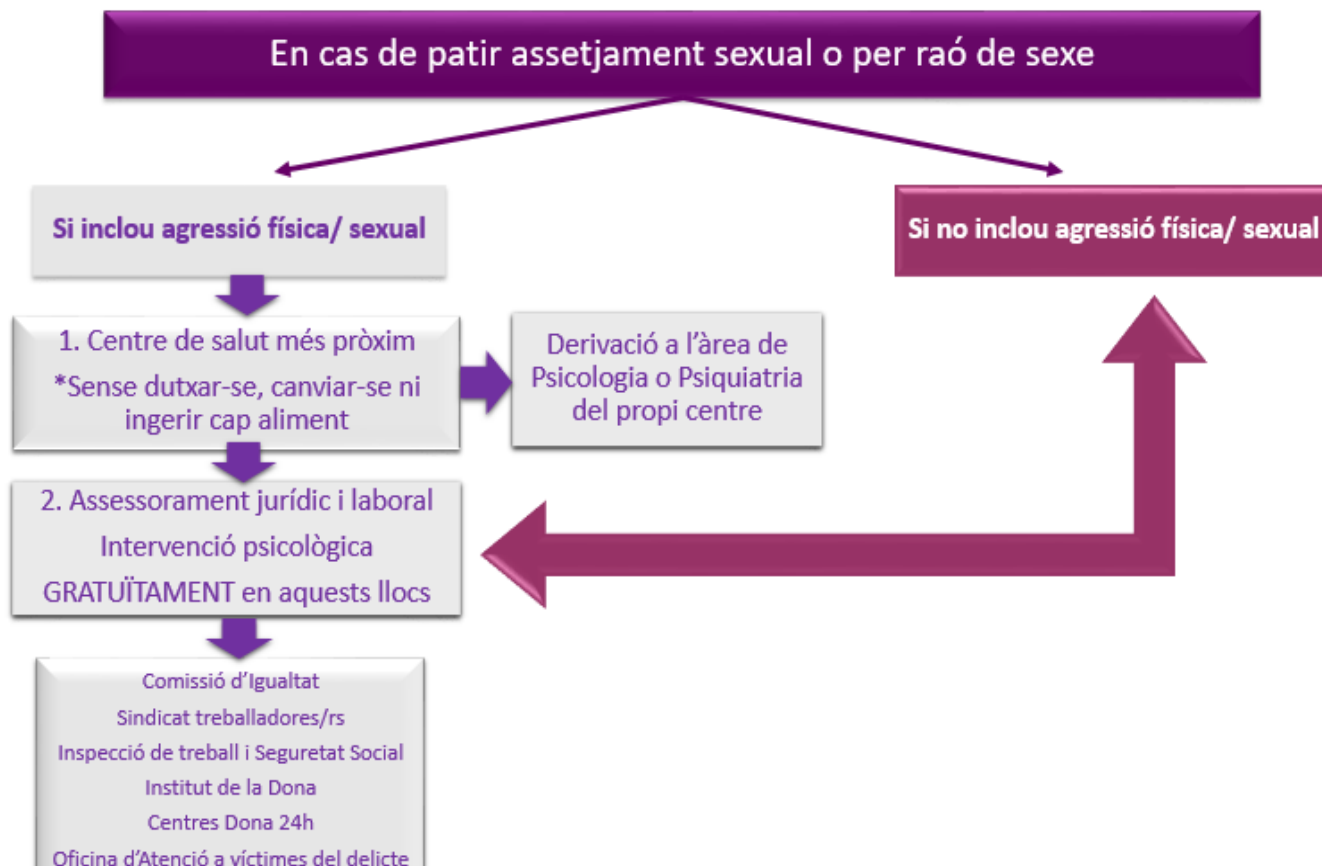 En cas de patir assetjament sexual o per raó de sexe
Si inclou agressió física/ sexual
Si no inclou agressió física/ sexual
1. Centre de salut més pròxim
*Sense dutxar-se, canviar-se ni
ingerir cap aliment
Derivació a l’àrea de
Psicologia o Psiquiatria
del propi centre
2. Assessorament jurídic i laboral
Intervenció psicològica
GRATUÏTAMENT en aquests llocs
Comissió d’Igualtat
Sindicat treballadores/rs
Inspecció de treball i Seguretat Social
Institut de la Dona
Centres Dona 24h
Oficina d’Atenció a víctimes del delicte